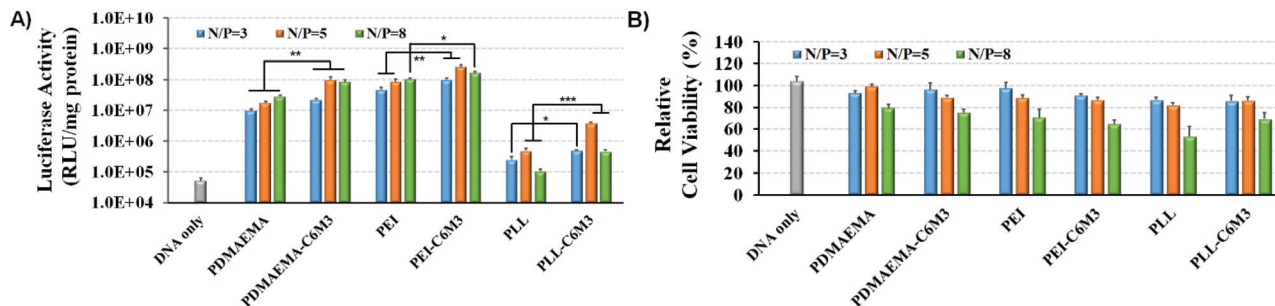 A)
Luciferase Activity
(RLU/mg protein)
1.0E+10
1.0E+09
1.0E+08
1.0E+07
1.0E+06
1.0E+05
1.0E+04
N/P=3 N/P=5 N/P=8
**
**
*
*
***
DNA only
PDMAEMA
PDMAEMA-C6M3
PEI
PEI-C6M3
PLL
PLL-C6M3
B)
Relative
Cell Viability (%)
140
120
100
80
60
40
20
0
N/P=3 N/P=5 N/P=8
DNA only
PDMAEMA
PDMAEMA-C6M3
PEI
PEI-C6M3
PLL
PLL-C6M3